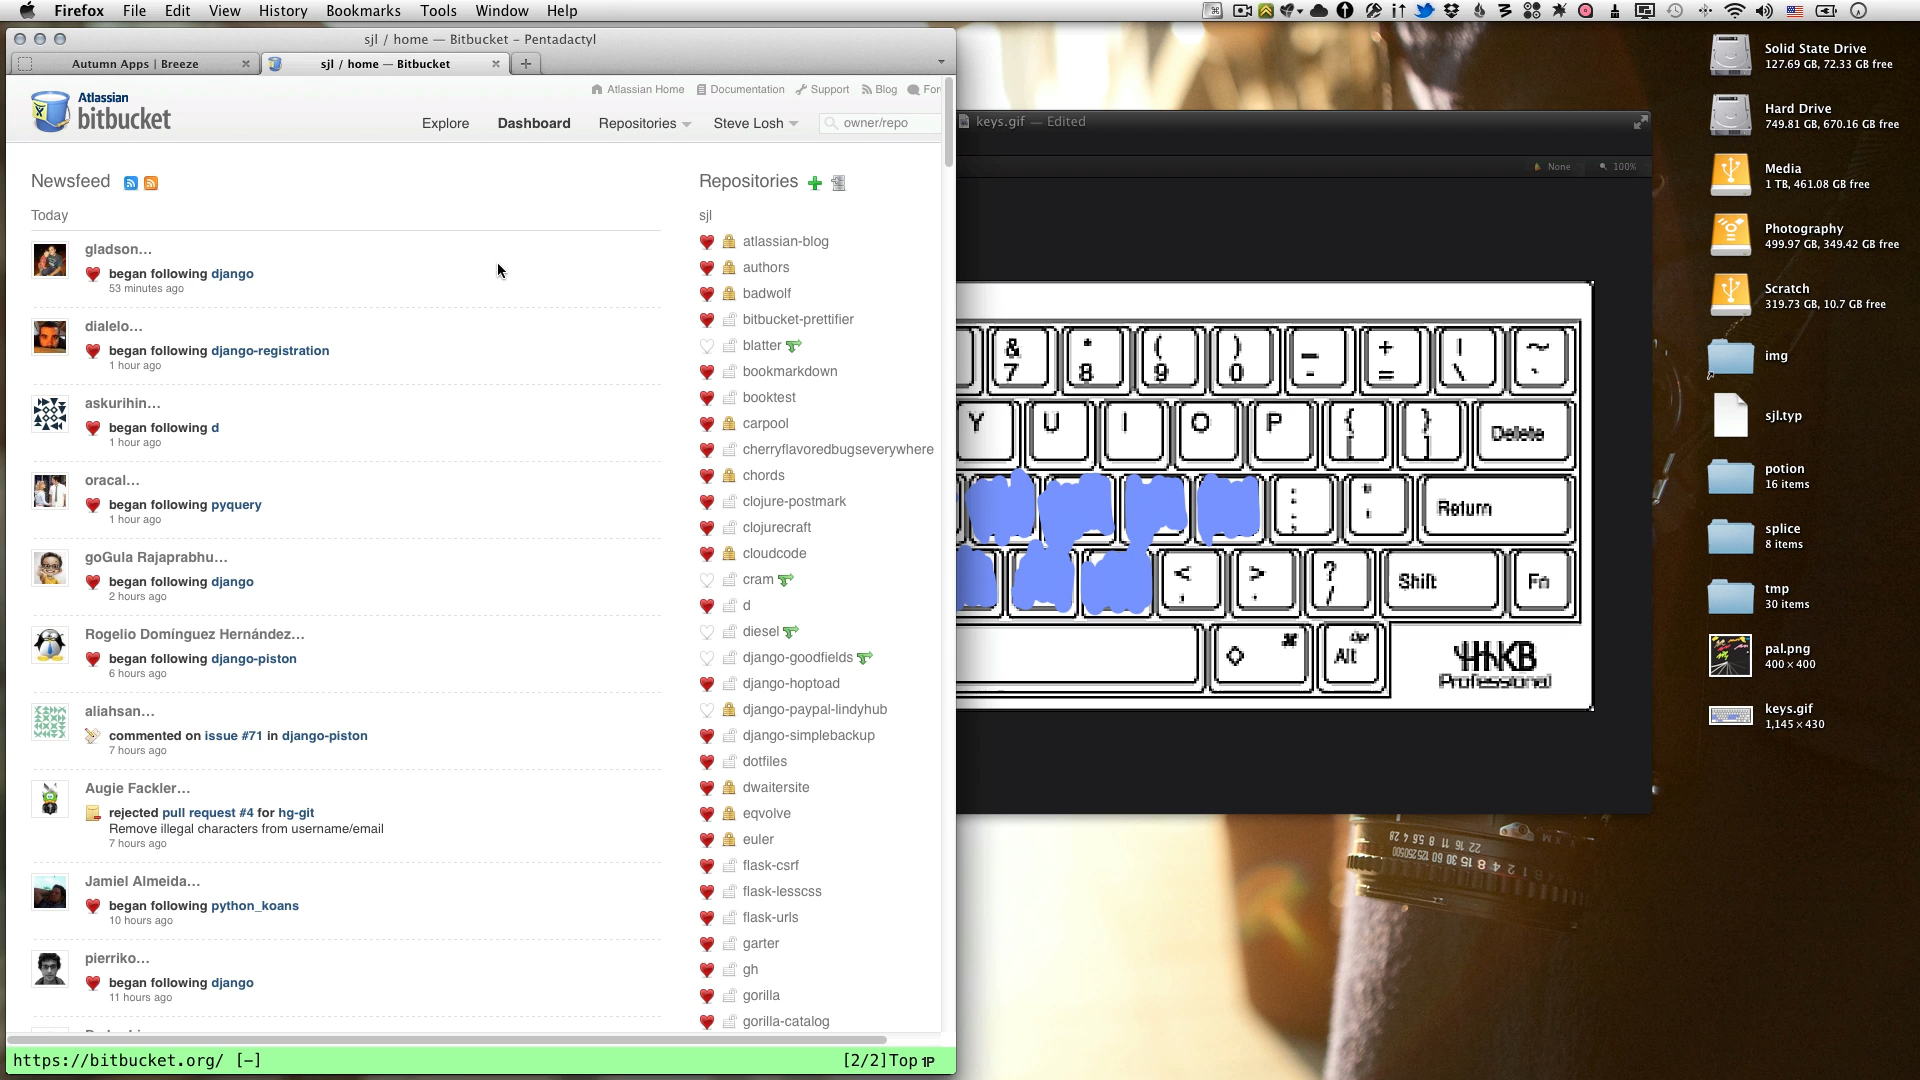 Firefox File Edit View History Bookmarks Tools Window Help
sjl / home — Bitbucket – Pentadactyl
Autumn Apps | Breeze
sjl / home — Bitbucket
Atlassian Home Documentation Support Blog For
Atlassian
bitbucket
Explore Dashboard Repositories Steve Losh owner/repo
Newsfeed
Today
gladson...
began following django
53 minutes ago
dialelo...
began following django-registration
1 hour ago
askurihin...
began following d
1 hour ago
oracal...
began following pyquery
1 hour ago
goGula Rajaprabhu...
began following django
2 hours ago
Rogelio Domínguez Hernández...
began following django-piston
6 hours ago
aliahsan...
commented on issue #71 in django-piston
7 hours ago
Augie Fackler...
rejected pull request #4 for hg-git
Remove illegal characters from username/email
7 hours ago
Jamiel Almeida...
began following python_koans
10 hours ago
pierriko...
began following django
11 hours ago
Repositories
sjl
atlassian-blog
authors
badwolf
bitbucket-prettifier
blatter
bookmarkdown
booktest
carpool
cherryflavoredbugseverywhere
chords
clojure-postmark
clojurecraft
cloudcode
cram
d
diesel
django-goodfields
django-hoptoad
django-paypal-lindyhub
django-simplebackup
dotfiles
dwaitersite
eqvolve
euler
flask-csrf
flask-lesscss
flask-urls
garter
gh
gorilla
gorilla-catalog
https://bitbucket.org/ [-]
[2/2]Top 1P
keys.gif — Edited
None 100%
& * ( ) _ + | ~
7 8 9 0 - = \ `
Y U I O P { } Delete
[ ]
: " Return
; '
< > ? Shift Fn
, . /
◇ ⌘ Alt Opt
HHKB
Professional
Solid State Drive
127.69 GB, 72.33 GB free
Hard Drive
749.81 GB, 670.16 GB free
Media
1 TB, 461.08 GB free
Photography
499.97 GB, 349.42 GB free
Scratch
319.73 GB, 10.7 GB free
img
sjl.typ
potion
16 items
splice
8 items
tmp
30 items
pal.png
400 × 400
keys.gif
1,145 × 430